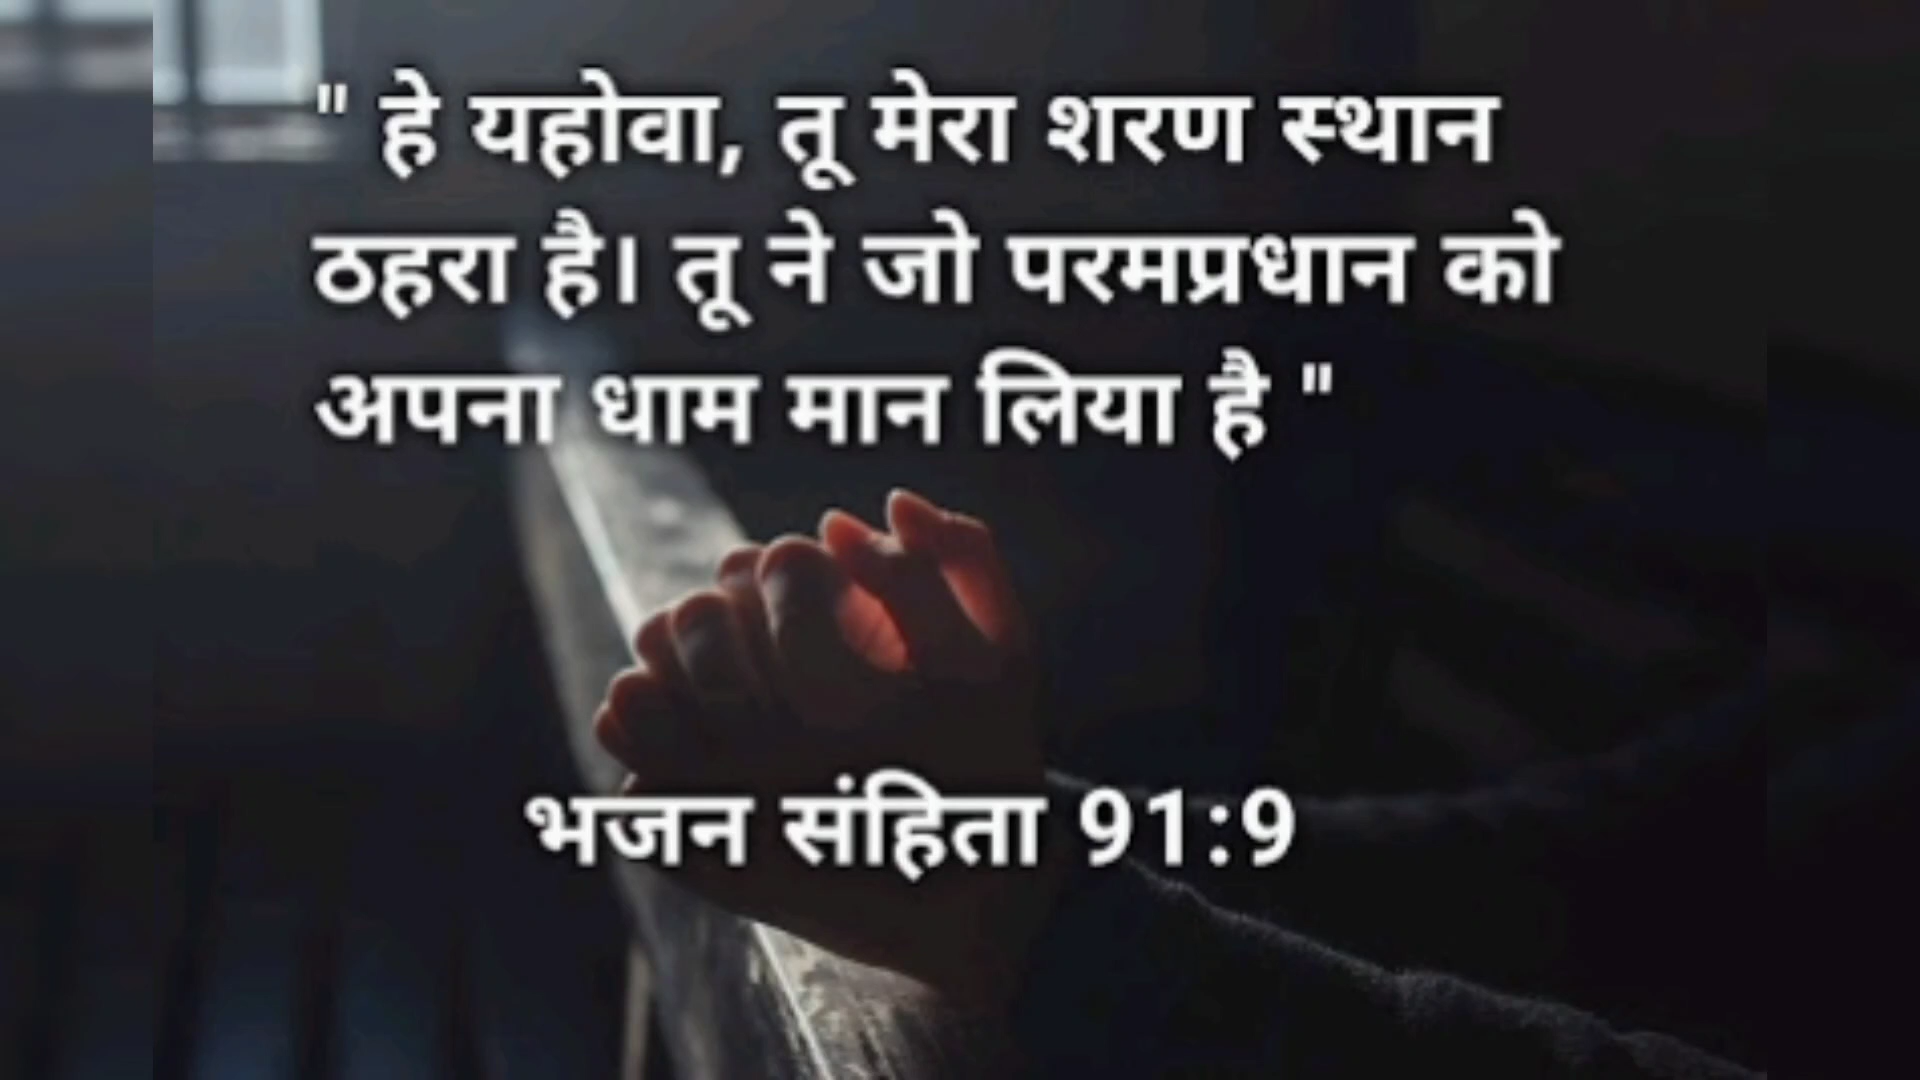 " हे यहोवा, तू मेरा शरण स्थान
ठहरा है। तू ने जो परमप्रधान को
अपना धाम मान लिया है "
भजन संहिता 91:9